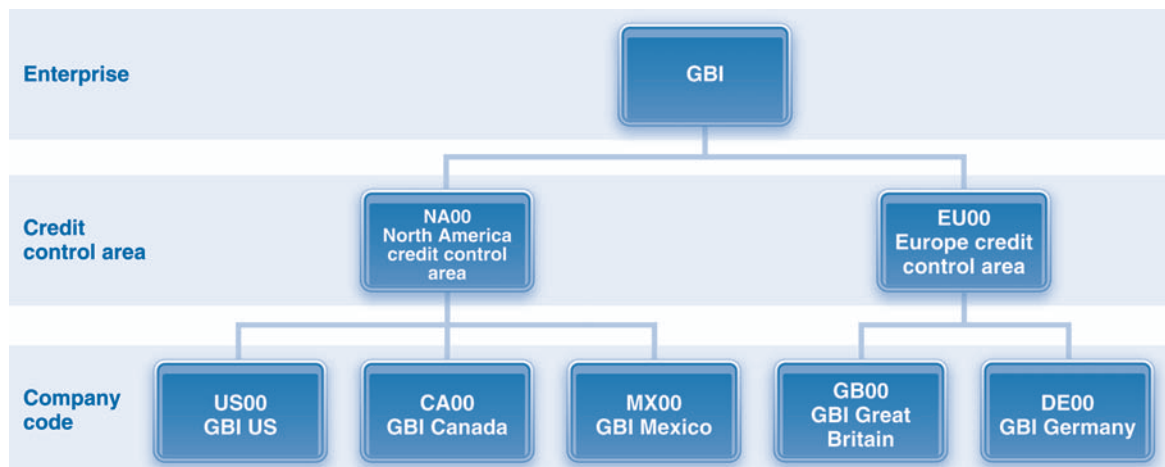 Enterprise
GBI
Credit
control area
NA00
North America
credit control
area
EU00
Europe credit
control area
Company
code
US00
GBI US
CA00
GBI Canada
MX00
GBI Mexico
GB00
GBI Great
Britain
DE00
GBI Germany